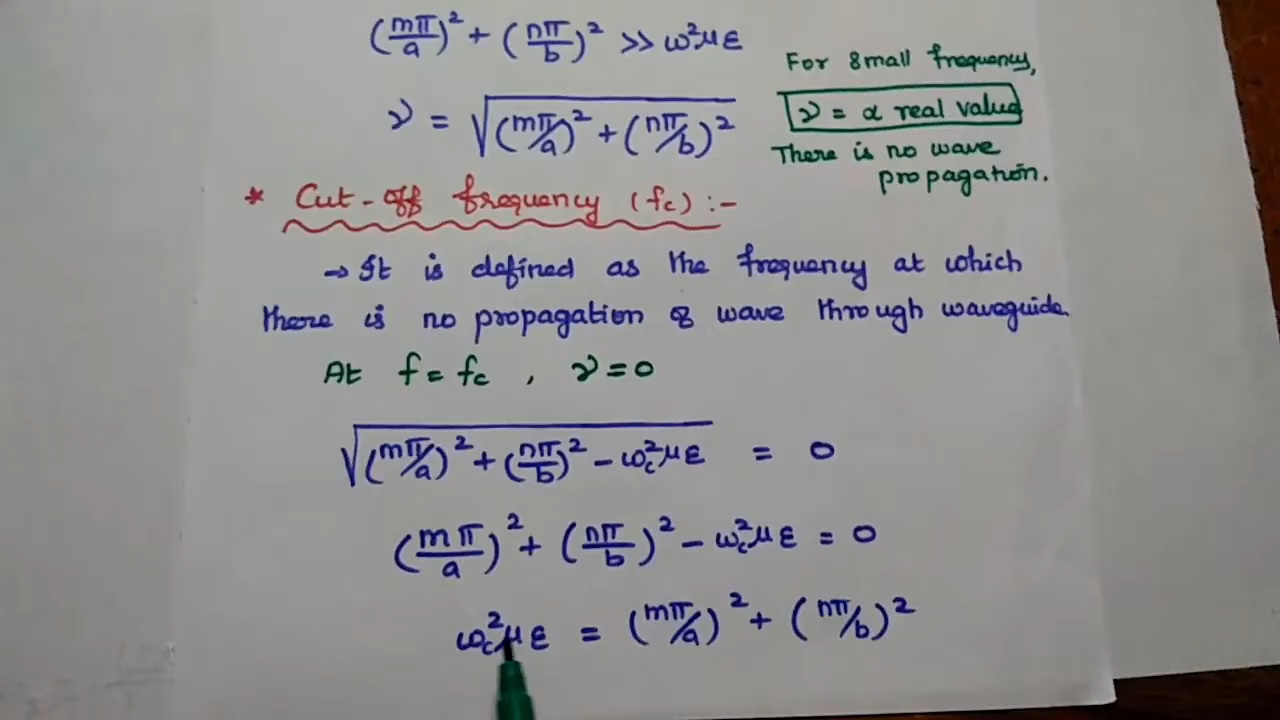 (mπ/a)² + (nπ/b)² >> ω²με
For small frequency,
ν = √(mπ/a)² + (nπ/b)²
ν = α real value
There is no wave
propagation.
* Cut-off frequency (fc) :-
→ It is defined as the frequency at which
there is no propagation of wave through waveguide.
At f = fc , ν = 0
√(mπ/a)² + (nπ/b)² - ωc²με = 0
(mπ/a)² + (nπ/b)² - ωc²με = 0
ωc²με = (mπ/a)² + (nπ/b)²